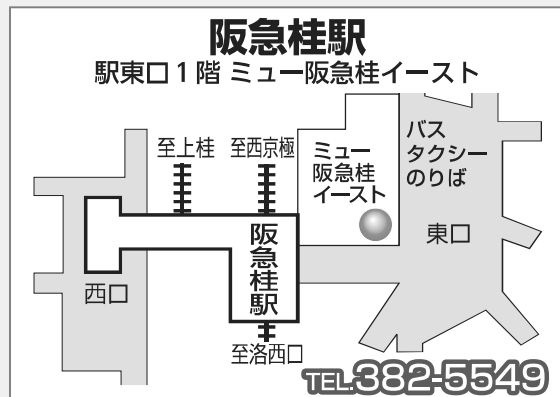 阪急桂駅
駅東口1階 ミュー阪急桂イースト
至上桂
至西京極
ミュー
阪急桂
イースト
バス
タクシー
のりば
東口
阪急桂駅
西口
至洛西口
TEL.382-5549